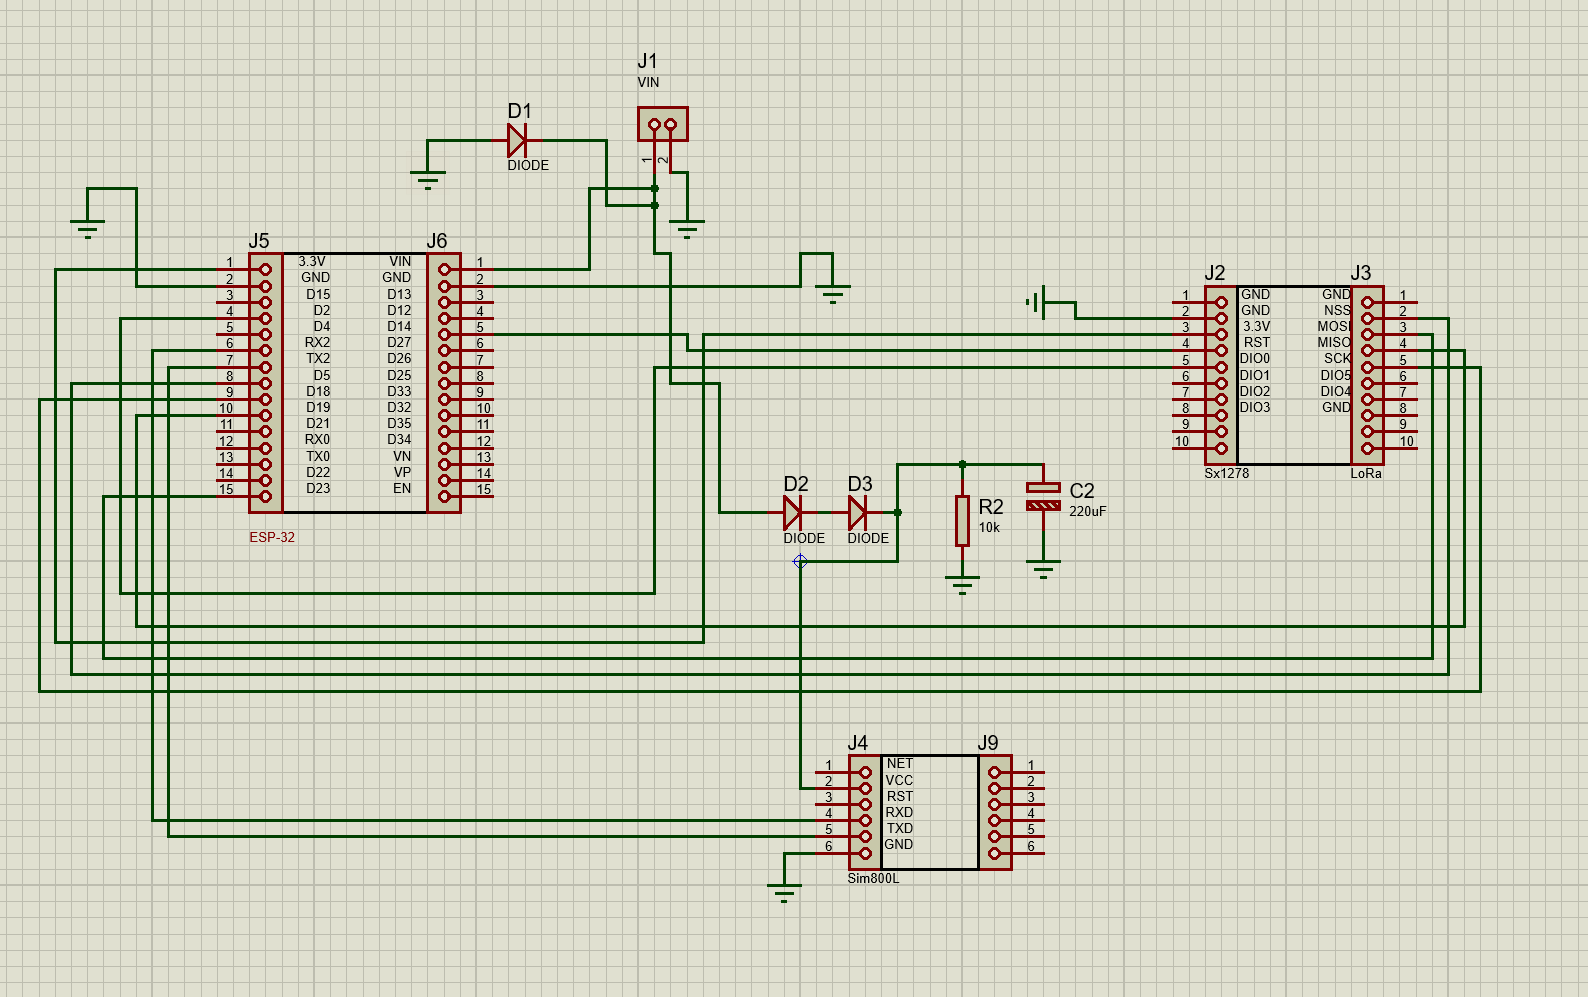 J1
VIN
D1
DIODE
1
2
J5
J6
1
2
3
4
5
6
7
8
9
10
11
12
13
14
15
3.3V
GND
D15
D2
D4
RX2
TX2
D5
D18
D19
D21
RX0
TX0
D22
D23
VIN
GND
D13
D12
D14
D27
D26
D25
D33
D32
D35
D34
VN
VP
EN
1
2
3
4
5
6
7
8
9
10
11
12
13
14
15
ESP-32
J2
J3
1
2
3
4
5
6
7
8
9
10
GND
GND
3.3V
RST
DIO0
DIO1
DIO2
DIO3
GND
NSS
MOSI
MISO
SCK
DIO5
DIO4
GND
1
2
3
4
5
6
7
8
9
10
Sx1278
LoRa
D2
DIODE
D3
DIODE
R2
10k
C2
220uF
J4
J9
1
2
3
4
5
6
NET
VCC
RST
RXD
TXD
GND
1
2
3
4
5
6
Sim800L